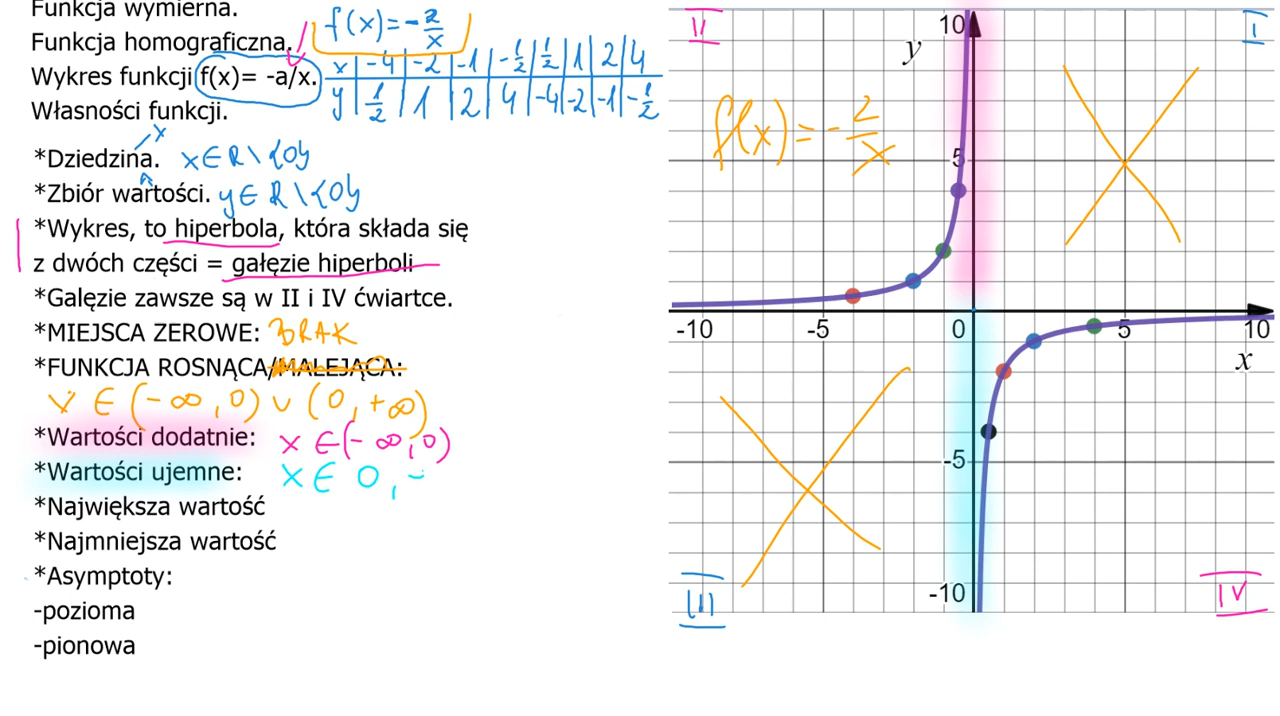 Funkcja wymierna.
Funkcja homograficzna.
f(x)=-2/x
Wykres funkcji f(x)= -a/x.
x | -4 | -2 | -1 | -1/2 | 1/2 | 1 | 2 | 4
y | 1/2 | 1 | 2 | 4 | -4 | -2 | -1 | -1/2
Własności funkcji.
x
*Dziedzina. x∈R\{0}
*Zbiór wartości. y∈R\{0}
*Wykres, to hiperbola, która składa się
z dwóch części = gałęzie hiperboli
*Galęzie zawsze są w II i IV ćwiartce.
*MIEJSCA ZEROWE: BRAK
*FUNKCJA ROSNĄCA/MALEJĄCA:
x ∈ (-∞,0) ∪ (0,+∞)
*Wartości dodatnie: x∈(-∞,0)
*Wartości ujemne: x∈ 0, -
*Największa wartość
*Najmniejsza wartość
*Asymptoty:
-pozioma
-pionowa
II
10
I
y
f(x)=-2/x
5
-10 -5 0 5 10
x
-5
-10
III
IV